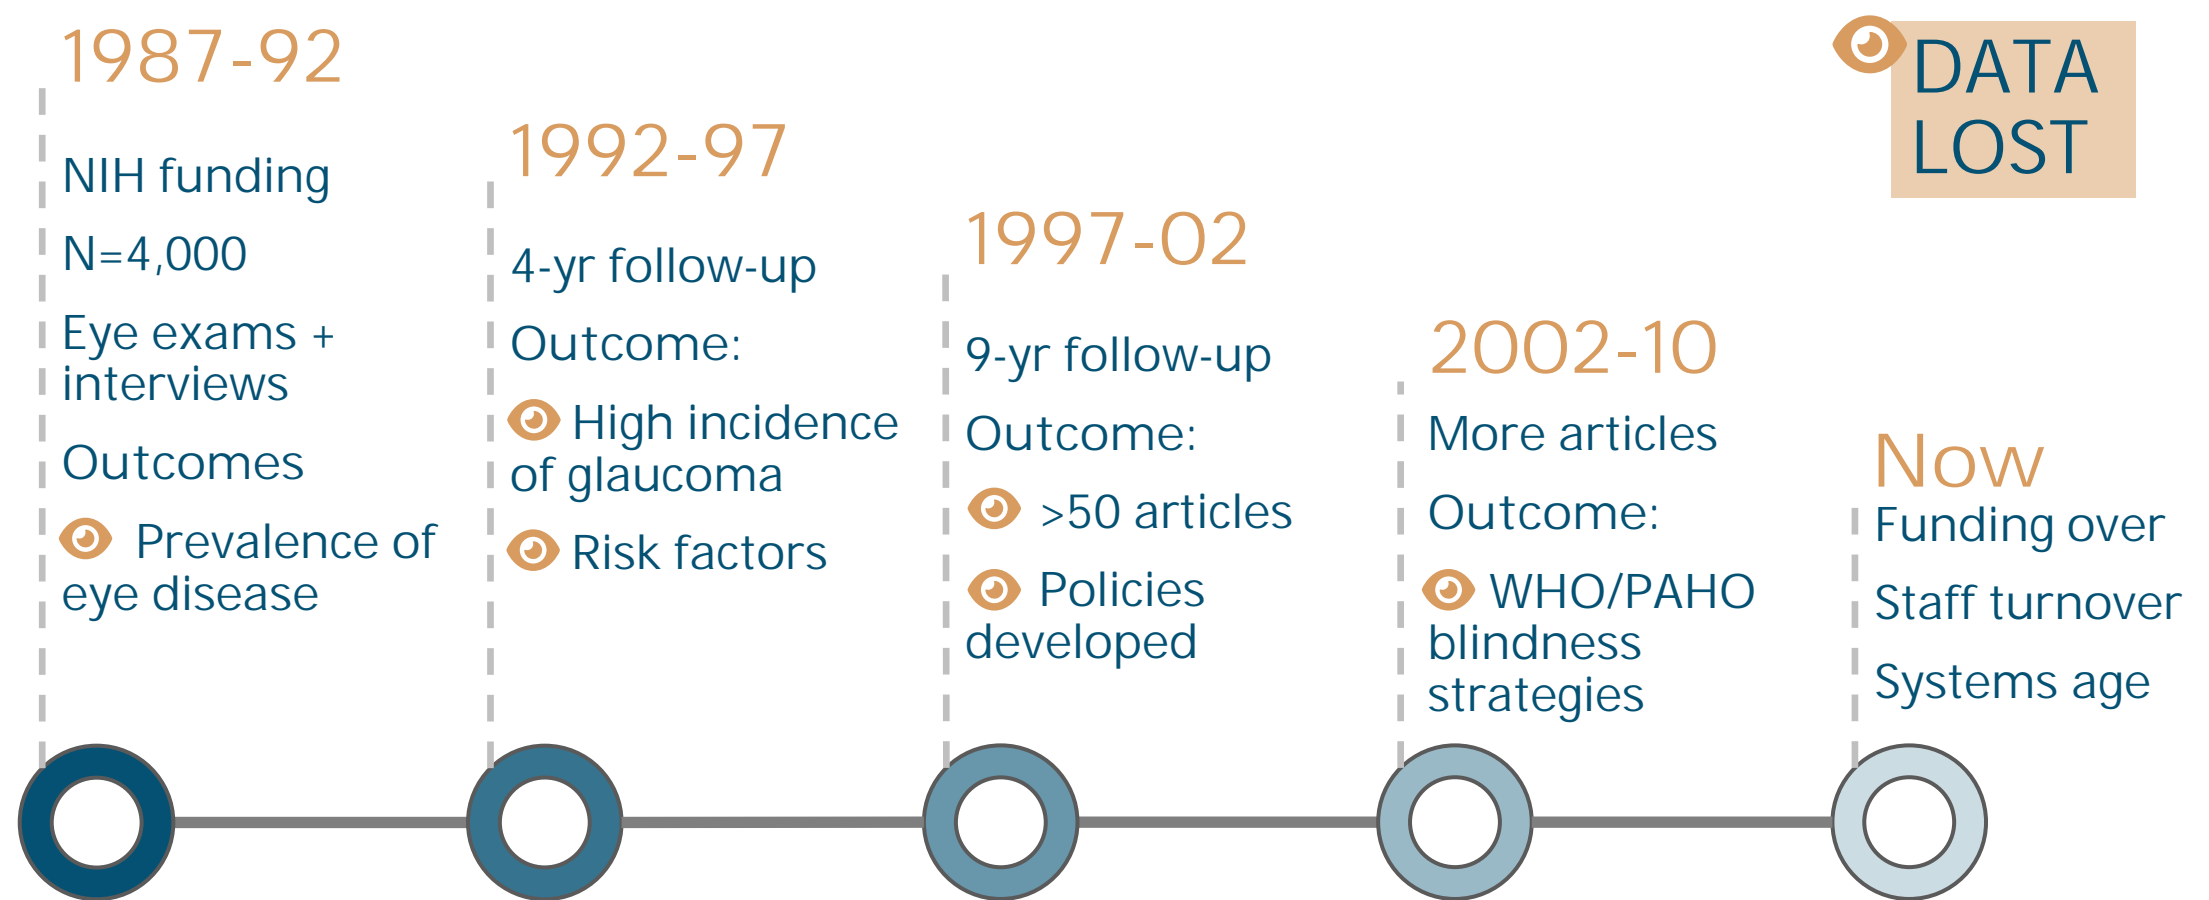 1987-92
NIH funding
N=4,000
Eye exams +
interviews
Outcomes
Prevalence of
eye disease
1992-97
4-yr follow-up
Outcome:
High incidence
of glaucoma
Risk factors
1997-02
9-yr follow-up
Outcome:
>50 articles
Policies
developed
2002-10
More articles
Outcome:
WHO/PAHO
blindness
strategies
DATA
LOST
Now
Funding over
Staff turnover
Systems age